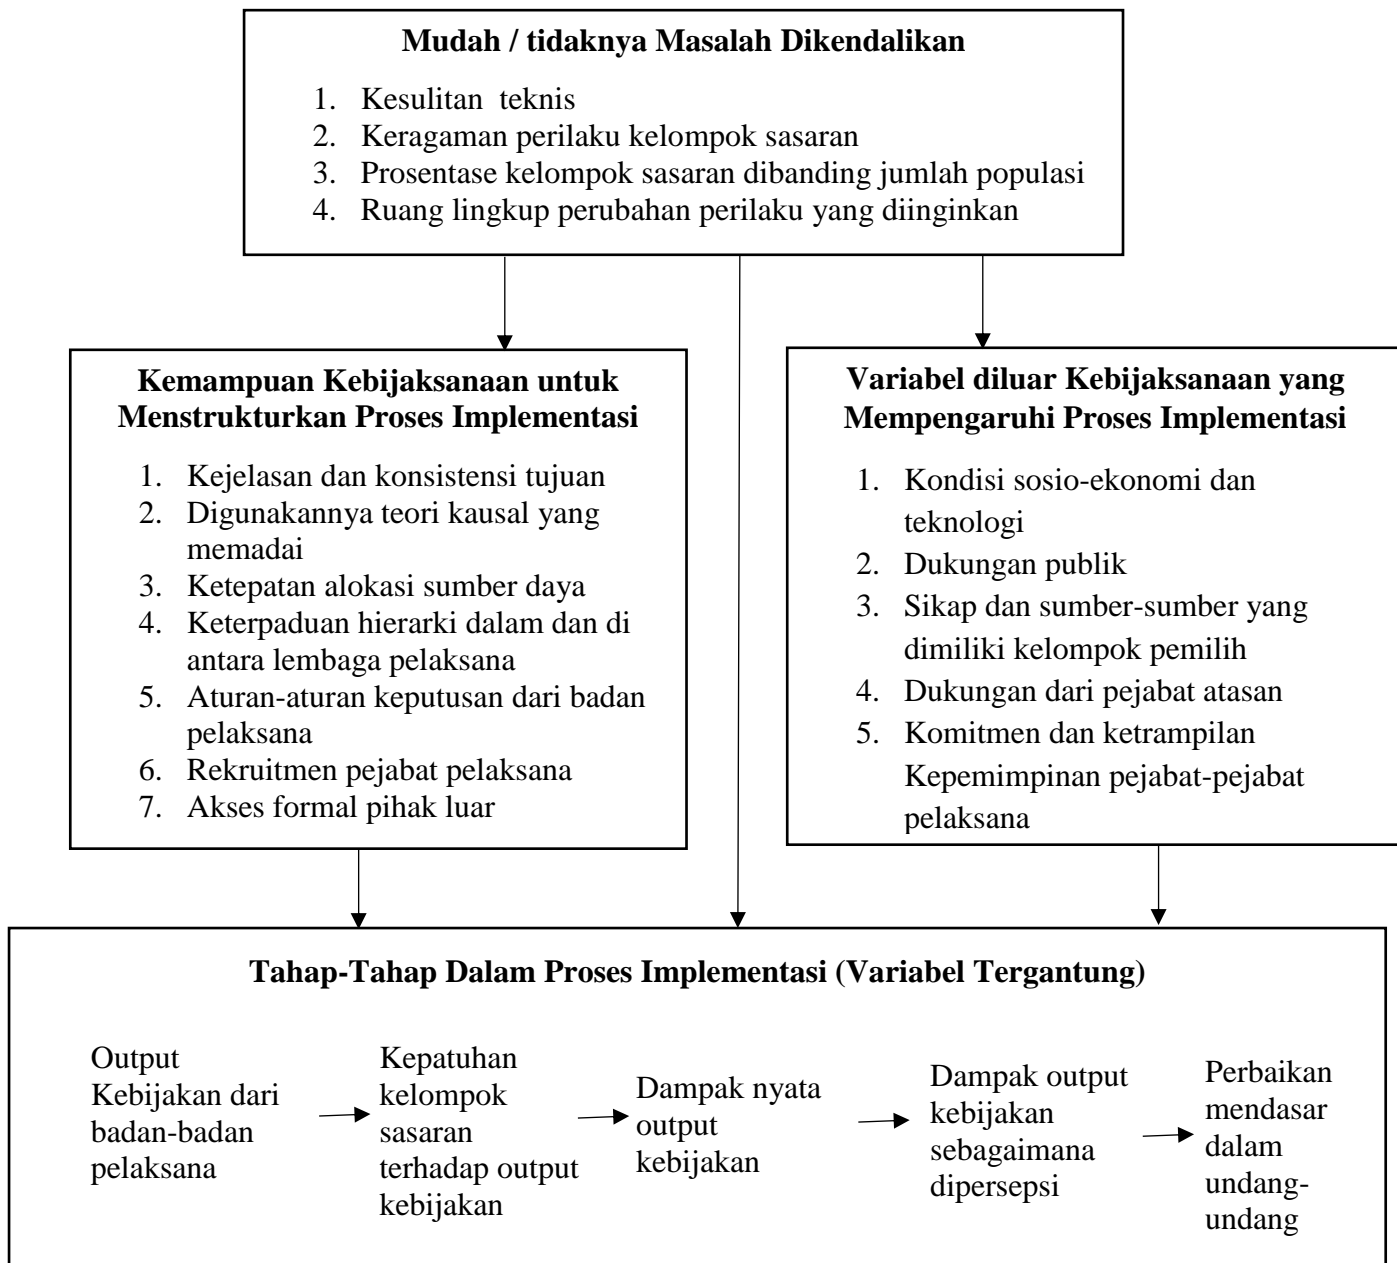 Mudah / tidaknya Masalah Dikendalikan
1. Kesulitan teknis
2. Keragaman perilaku kelompok sasaran
3. Prosentase kelompok sasaran dibanding jumlah populasi
4. Ruang lingkup perubahan perilaku yang diinginkan
Kemampuan Kebijaksanaan untuk
Menstrukturkan Proses Implementasi
1. Kejelasan dan konsistensi tujuan
2. Digunakannya teori kausal yang
memadai
3. Ketepatan alokasi sumber daya
4. Keterpaduan hierarki dalam dan di
antara lembaga pelaksana
5. Aturan-aturan keputusan dari badan
pelaksana
6. Rekruitmen pejabat pelaksana
7. Akses formal pihak luar
Variabel diluar Kebijaksanaan yang
Mempengaruhi Proses Implementasi
1. Kondisi sosio-ekonomi dan
teknologi
2. Dukungan publik
3. Sikap dan sumber-sumber yang
dimiliki kelompok pemilih
4. Dukungan dari pejabat atasan
5. Komitmen dan ketrampilan
Kepemimpinan pejabat-pejabat
pelaksana
Tahap-Tahap Dalam Proses Implementasi (Variabel Tergantung)
Output
Kebijakan dari
badan-badan
pelaksana
Kepatuhan
kelompok
sasaran
terhadap output
kebijakan
Dampak nyata
output
kebijakan
Dampak output
kebijakan
sebagaimana
dipersepsi
Perbaikan
mendasar
dalam
undang-
undang